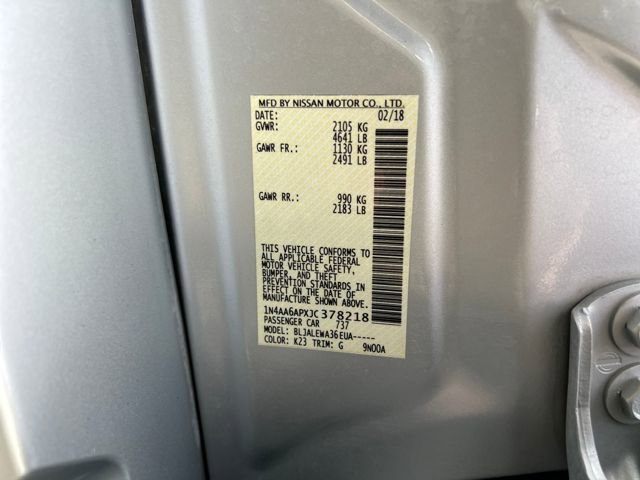 MFD BY NISSAN MOTOR CO., LTD.
DATE: 02/18
GVWR: 2105 KG
4641 LB
GAWR FR.: 1130 KG
2491 LB
GAWR RR.: 990 KG
2183 LB
THIS VEHICLE CONFORMS TO
ALL APPLICABLE FEDERAL
MOTOR VEHICLE SAFETY,
BUMPER, AND THEFT
PREVENTION STANDARDS IN
EFFECT ON THE DATE OF
MANUFACTURE SHOWN ABOVE.
1N4AA6APXJC378218
PASSENGER CAR 737
MODEL: BLJALEWA36EUA-----
COLOR: K23 TRIM: G 9N00A